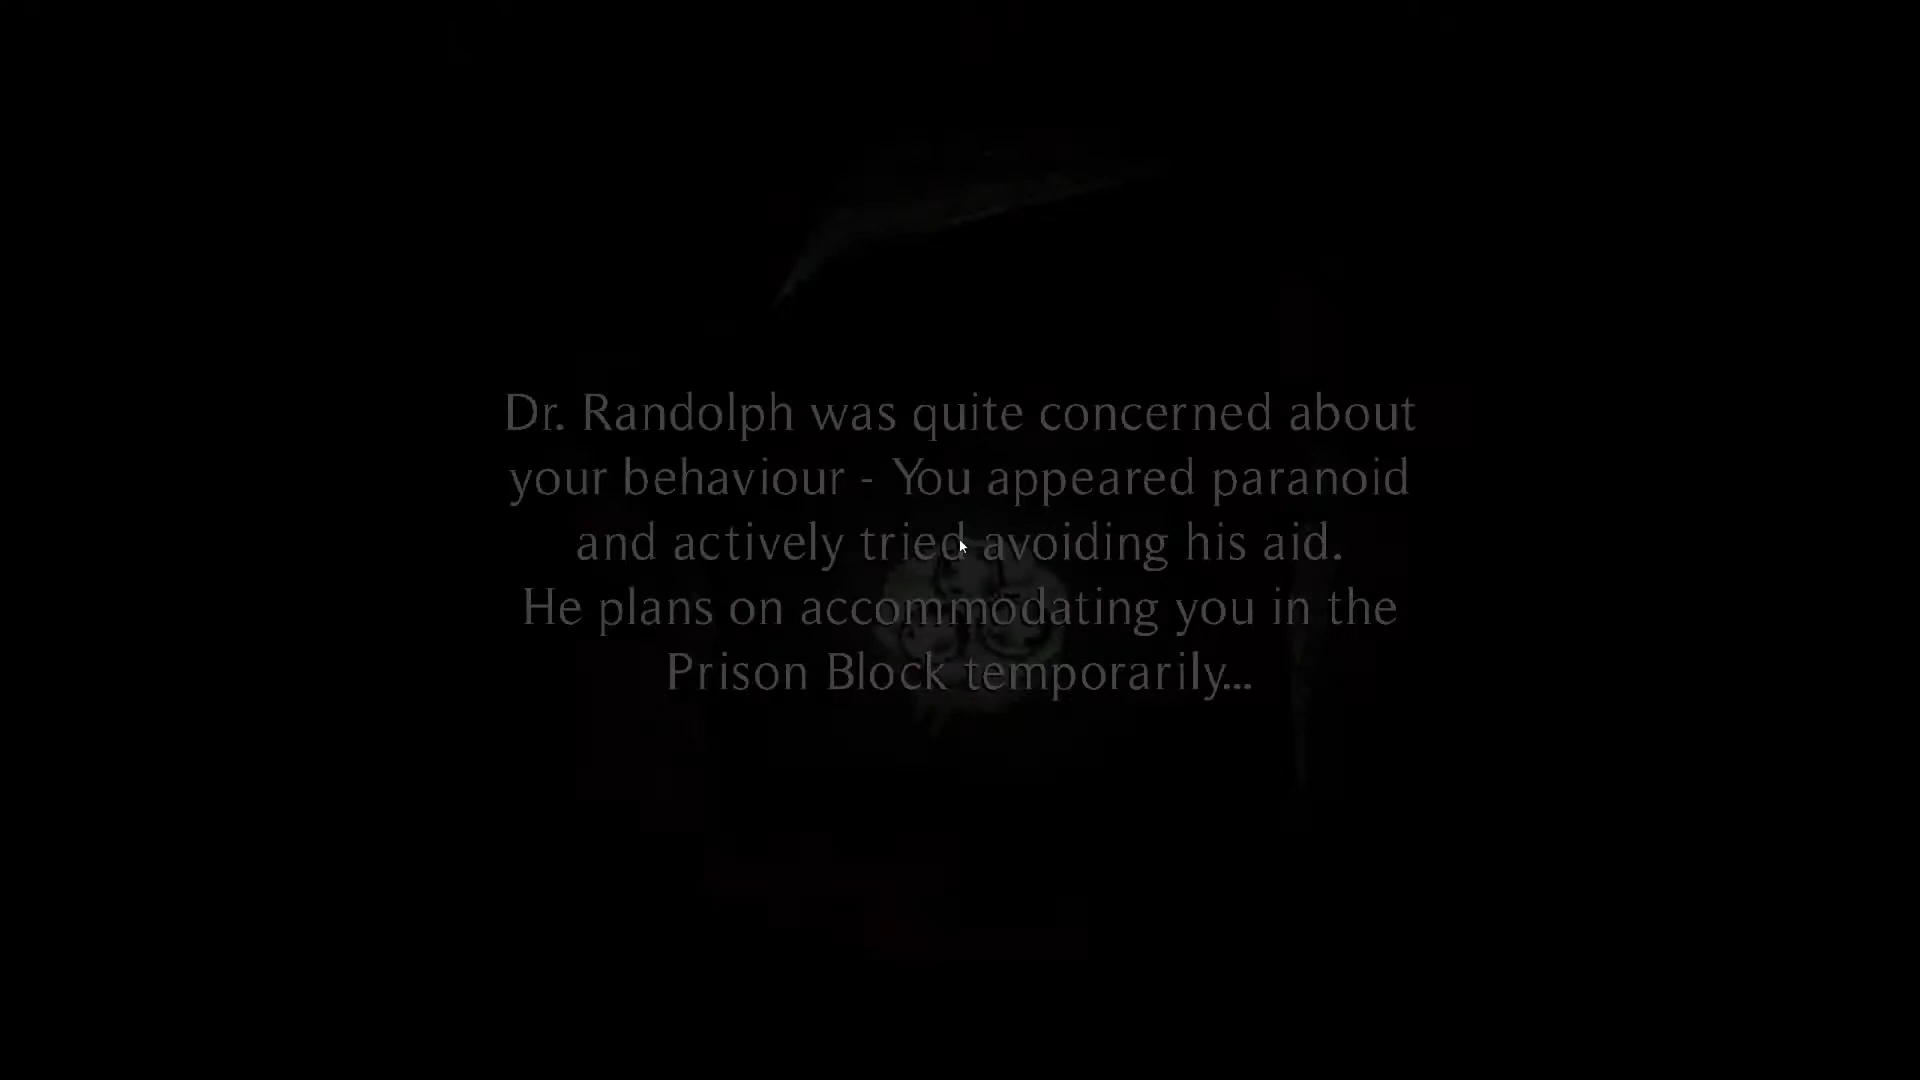 Dr. Randolph was quite concerned about
your behaviour - You appeared paranoid
and actively tried avoiding his aid.
He plans on accommodating you in the
Prison Block temporarily...